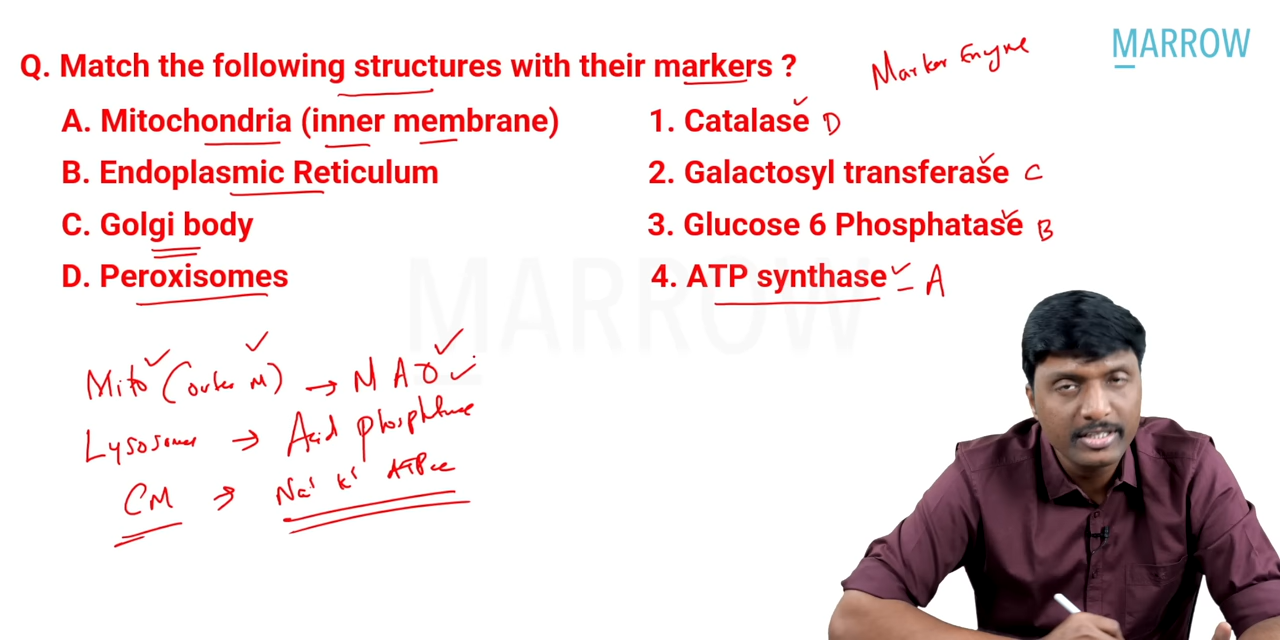 MARROW
Marker Enzyme
Q. Match the following structures with their markers ?
A. Mitochondria (inner membrane)
1. Catalase D
B. Endoplasmic Reticulum
2. Galactosyl transferase C
C. Golgi body
3. Glucose 6 Phosphatase B
D. Peroxisomes
4. ATP synthase - A
MARROW
Mito (outer M) → MAO
Lysosomes → Acid phosphatase
CM → Na+ K+ ATPase